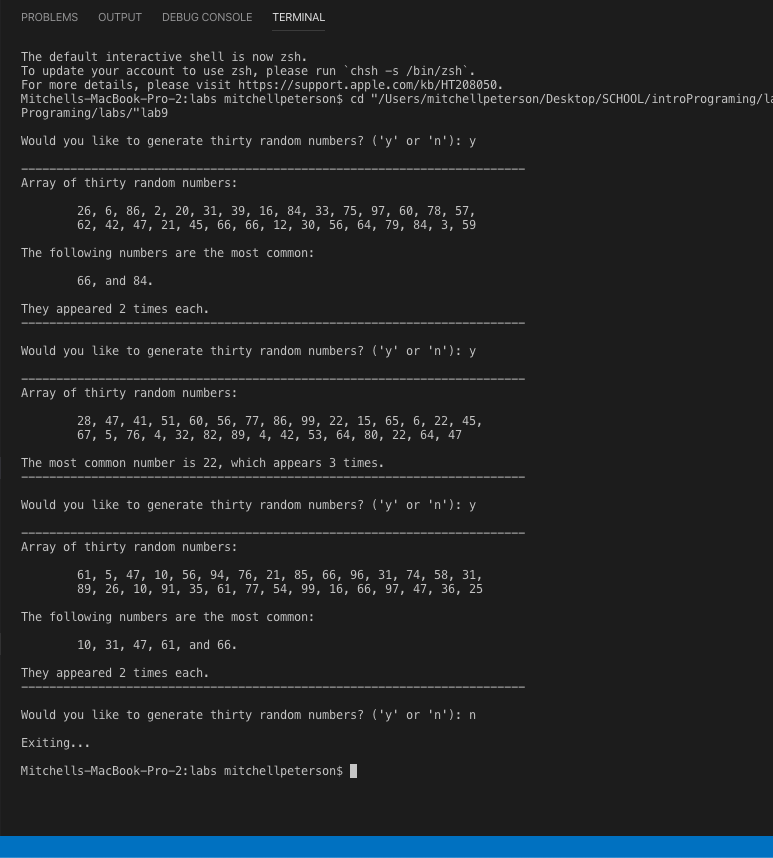 PROBLEMS OUTPUT DEBUG CONSOLE TERMINAL
The default interactive shell is now zsh.
To update your account to use zsh, please run `chsh -s /bin/zsh`.
For more details, please visit https://support.apple.com/kb/HT208050.
Mitchells-MacBook-Pro-2:labs mitchellpeterson$ cd "/Users/mitchellpeterson/Desktop/SCHOOL/introPrograming/la
Programing/labs/"lab9
Would you like to generate thirty random numbers? ('y' or 'n'): y
________________________________________________________________________
Array of thirty random numbers:
26, 6, 86, 2, 20, 31, 39, 16, 84, 33, 75, 97, 60, 78, 57,
62, 42, 47, 21, 45, 66, 66, 12, 30, 56, 64, 79, 84, 3, 59
The following numbers are the most common:
66, and 84.
They appeared 2 times each.
------------------------------------------------------------------------
Would you like to generate thirty random numbers? ('y' or 'n'): y
________________________________________________________________________
Array of thirty random numbers:
28, 47, 41, 51, 60, 56, 77, 86, 99, 22, 15, 65, 6, 22, 45,
67, 5, 76, 4, 32, 82, 89, 4, 42, 53, 64, 80, 22, 64, 47
The most common number is 22, which appears 3 times.
------------------------------------------------------------------------
Would you like to generate thirty random numbers? ('y' or 'n'): y
________________________________________________________________________
Array of thirty random numbers:
61, 5, 47, 10, 56, 94, 76, 21, 85, 66, 96, 31, 74, 58, 31,
89, 26, 10, 91, 35, 61, 77, 54, 99, 16, 66, 97, 47, 36, 25
The following numbers are the most common:
10, 31, 47, 61, and 66.
They appeared 2 times each.
------------------------------------------------------------------------
Would you like to generate thirty random numbers? ('y' or 'n'): n
Exiting...
Mitchells-MacBook-Pro-2:labs mitchellpeterson$